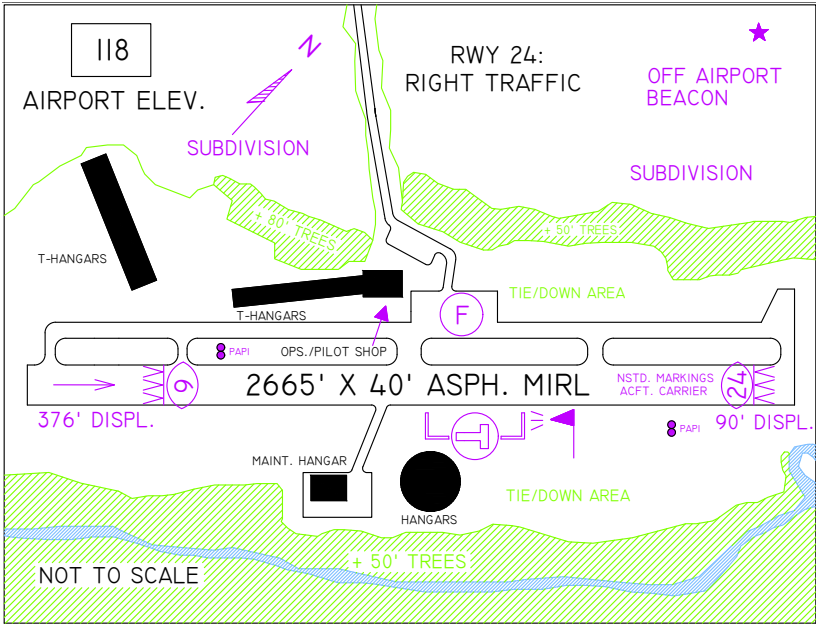 118
AIRPORT ELEV.
N
SUBDIVISION
RWY 24:
RIGHT TRAFFIC
OFF AIRPORT
BEACON
SUBDIVISION
+ 80' TREES
+ 50' TREES
T-HANGARS
T-HANGARS
TIE/DOWN AREA
F
PAPI
OPS./PILOT SHOP
6
2665' X 40' ASPH. MIRL
NSTD. MARKINGS
ACFT. CARRIER
24
376' DISPL.
T
PAPI
90' DISPL.
MAINT. HANGAR
HANGARS
TIE/DOWN AREA
+ 50' TREES
NOT TO SCALE